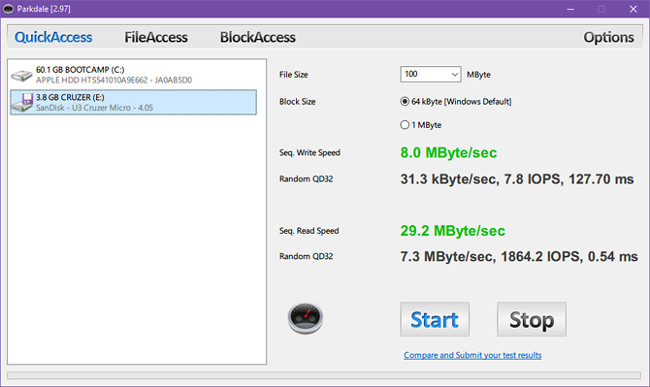 Parkdale [2.97]
QuickAccess FileAccess BlockAccess Options
60.1 GB BOOTCAMP (C:)
APPLE HDD HTS541010A9E662 - JA0AB5D0
3.8 GB CRUZER (E:)
SanDisk - U3 Cruzer Micro - 4.05
File Size 100 MByte
Block Size 64 kByte [Windows Default]
1 MByte
Seq. Write Speed 8.0 MByte/sec
Random QD32 31.3 kByte/sec, 7.8 IOPS, 127.70 ms
Seq. Read Speed 29.2 MByte/sec
Random QD32 7.3 MByte/sec, 1864.2 IOPS, 0.54 ms
Start Stop
Compare and Submit your test results